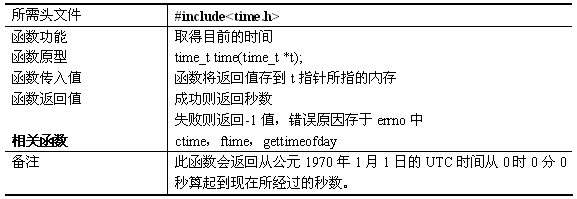 所需头文件 #include<time.h>
函数功能 取得目前的时间
函数原型 time_t time(time_t *t);
函数传入值 函数将返回值存到 t 指针所指的内存
函数返回值 成功则返回秒数
失败则返回-1 值，错误原因存于 errno 中
相关函数 ctime，ftime，gettimeofday
备注 此函数会返回从公元 1970 年 1 月 1 日的 UTC 时间从 0 时 0 分 0
秒算起到现在所经过的秒数。